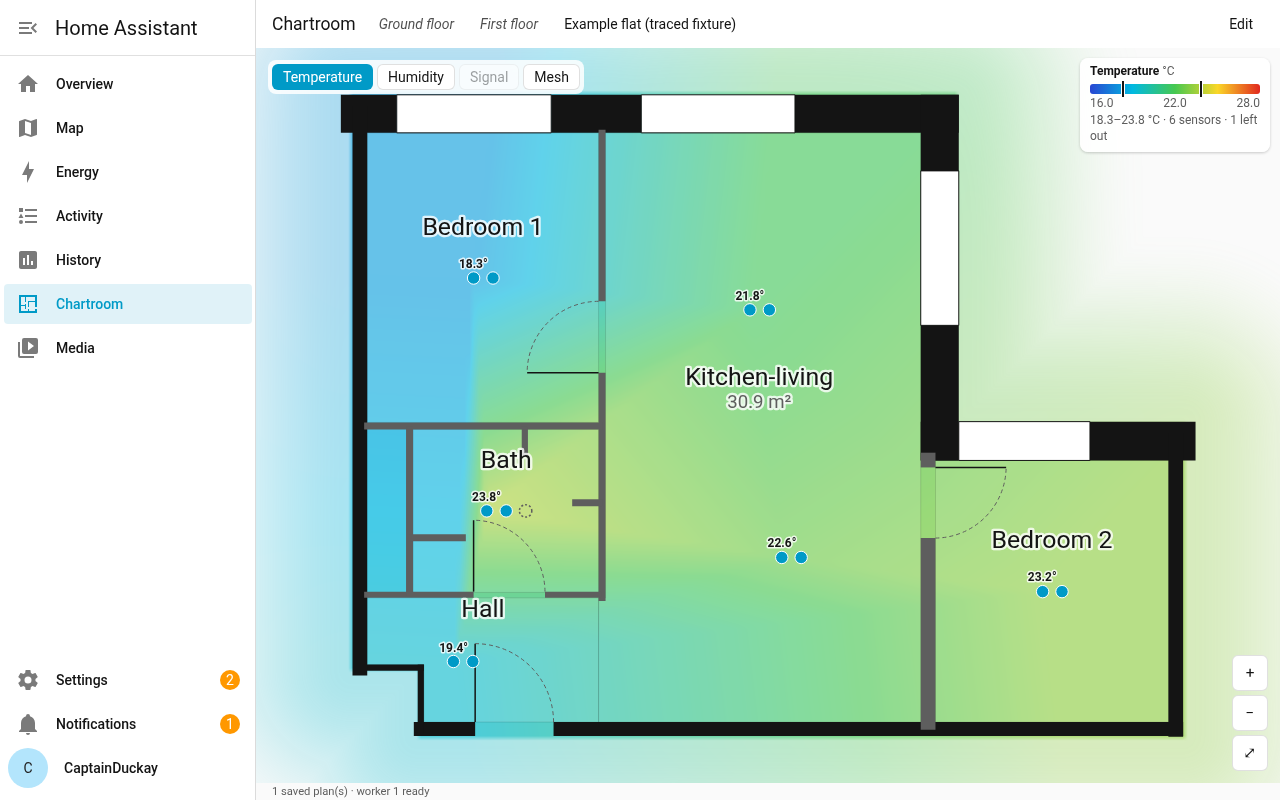 Home Assistant
Overview
Map
Energy
Activity
History
Chartroom
Media
Settings
2
Notifications
1
C
CaptainDuckay
Chartroom
Ground floor
First floor
Example flat (traced fixture)
Edit
Temperature
Humidity
Signal
Mesh
Temperature °C
16.0 22.0 28.0
18.3–23.8 °C · 6 sensors · 1 left
out
Bedroom 1
18.3°
21.8°
Kitchen-living
30.9 m²
Bath
23.8°
22.6°
Bedroom 2
23.2°
Hall
19.4°
+
−
⤢
1 saved plan(s) · worker 1 ready